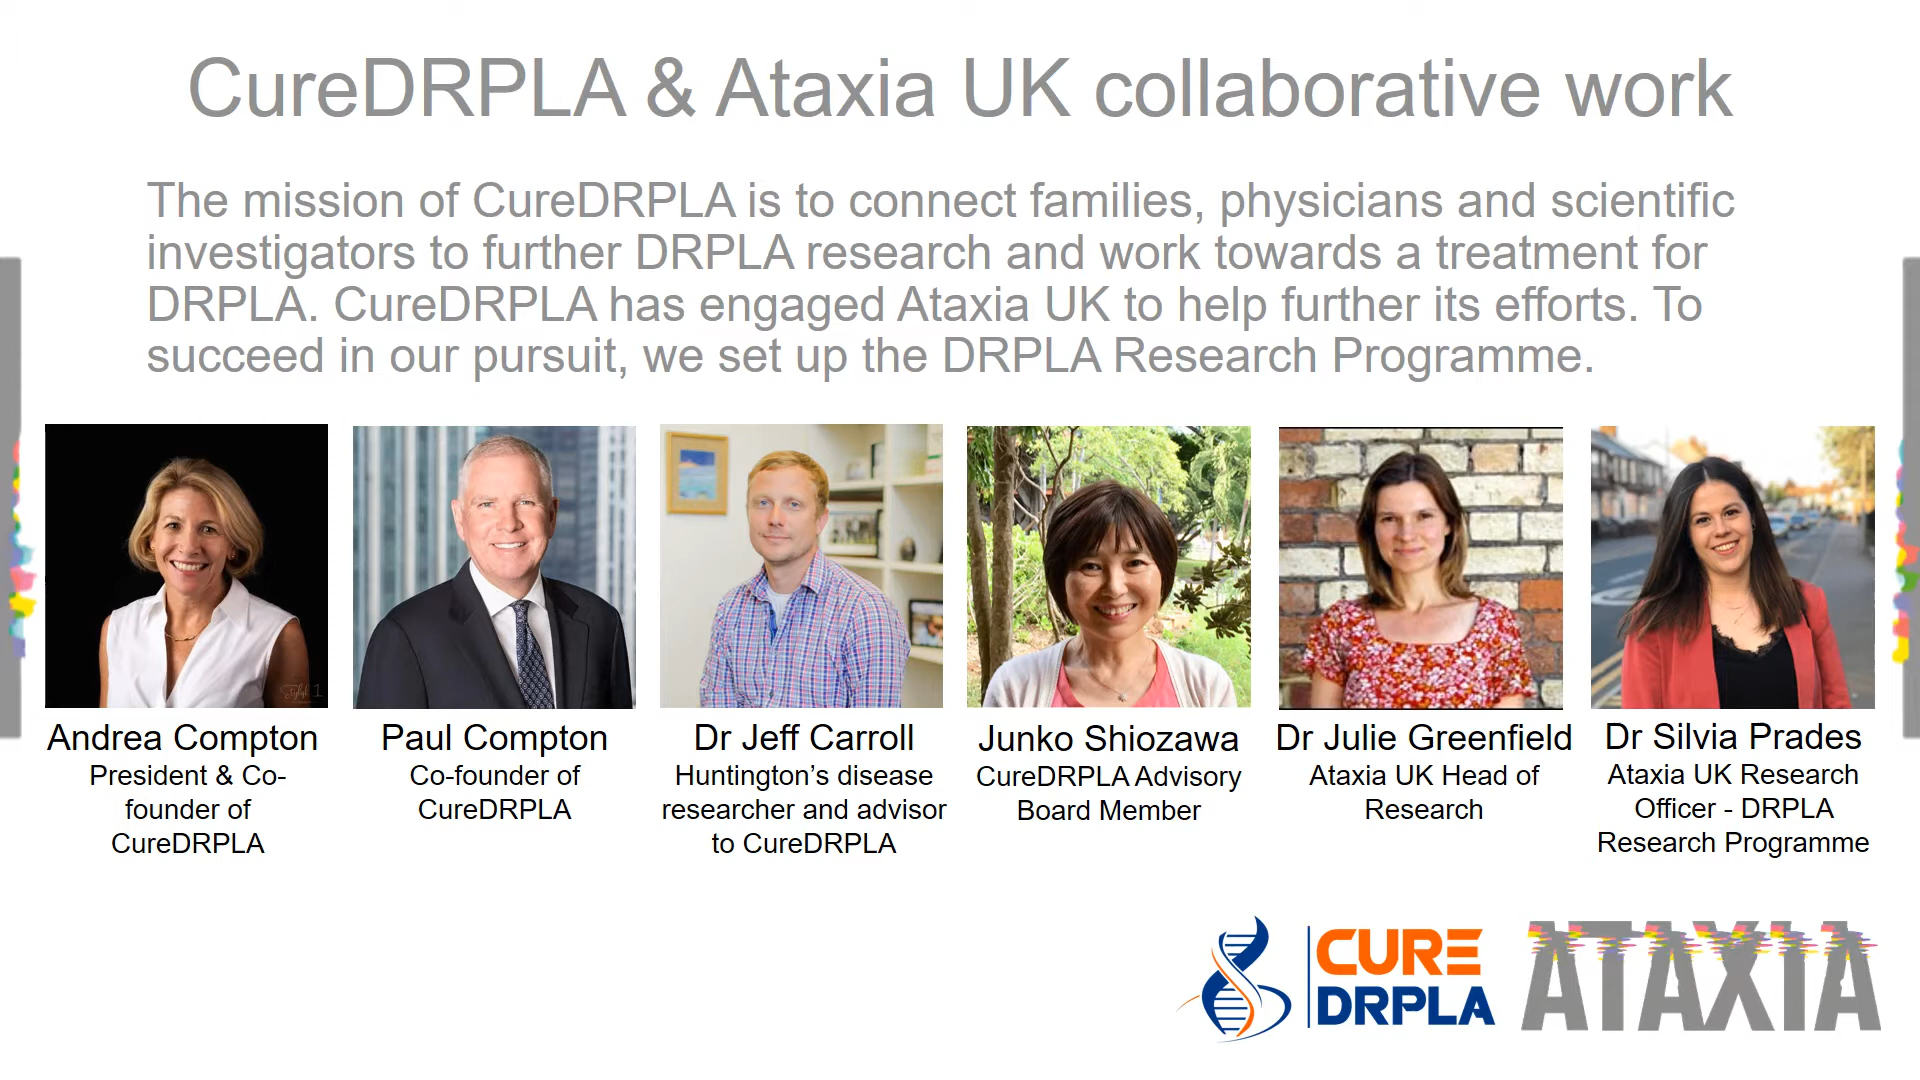 CureDRPLA & Ataxia UK collaborative work
The mission of CureDRPLA is to connect families, physicians and scientific
investigators to further DRPLA research and work towards a treatment for
DRPLA. CureDRPLA has engaged Ataxia UK to help further its efforts. To
succeed in our pursuit, we set up the DRPLA Research Programme.
Andrea Compton
President & Co-
founder of
CureDRPLA
Paul Compton
Co-founder of
CureDRPLA
Dr Jeff Carroll
Huntington’s disease
researcher and advisor
to CureDRPLA
Junko Shiozawa
CureDRPLA Advisory
Board Member
Dr Julie Greenfield
Ataxia UK Head of
Research
Dr Silvia Prades
Ataxia UK Research
Officer - DRPLA
Research Programme
CURE
DRPLA
ATAXIA